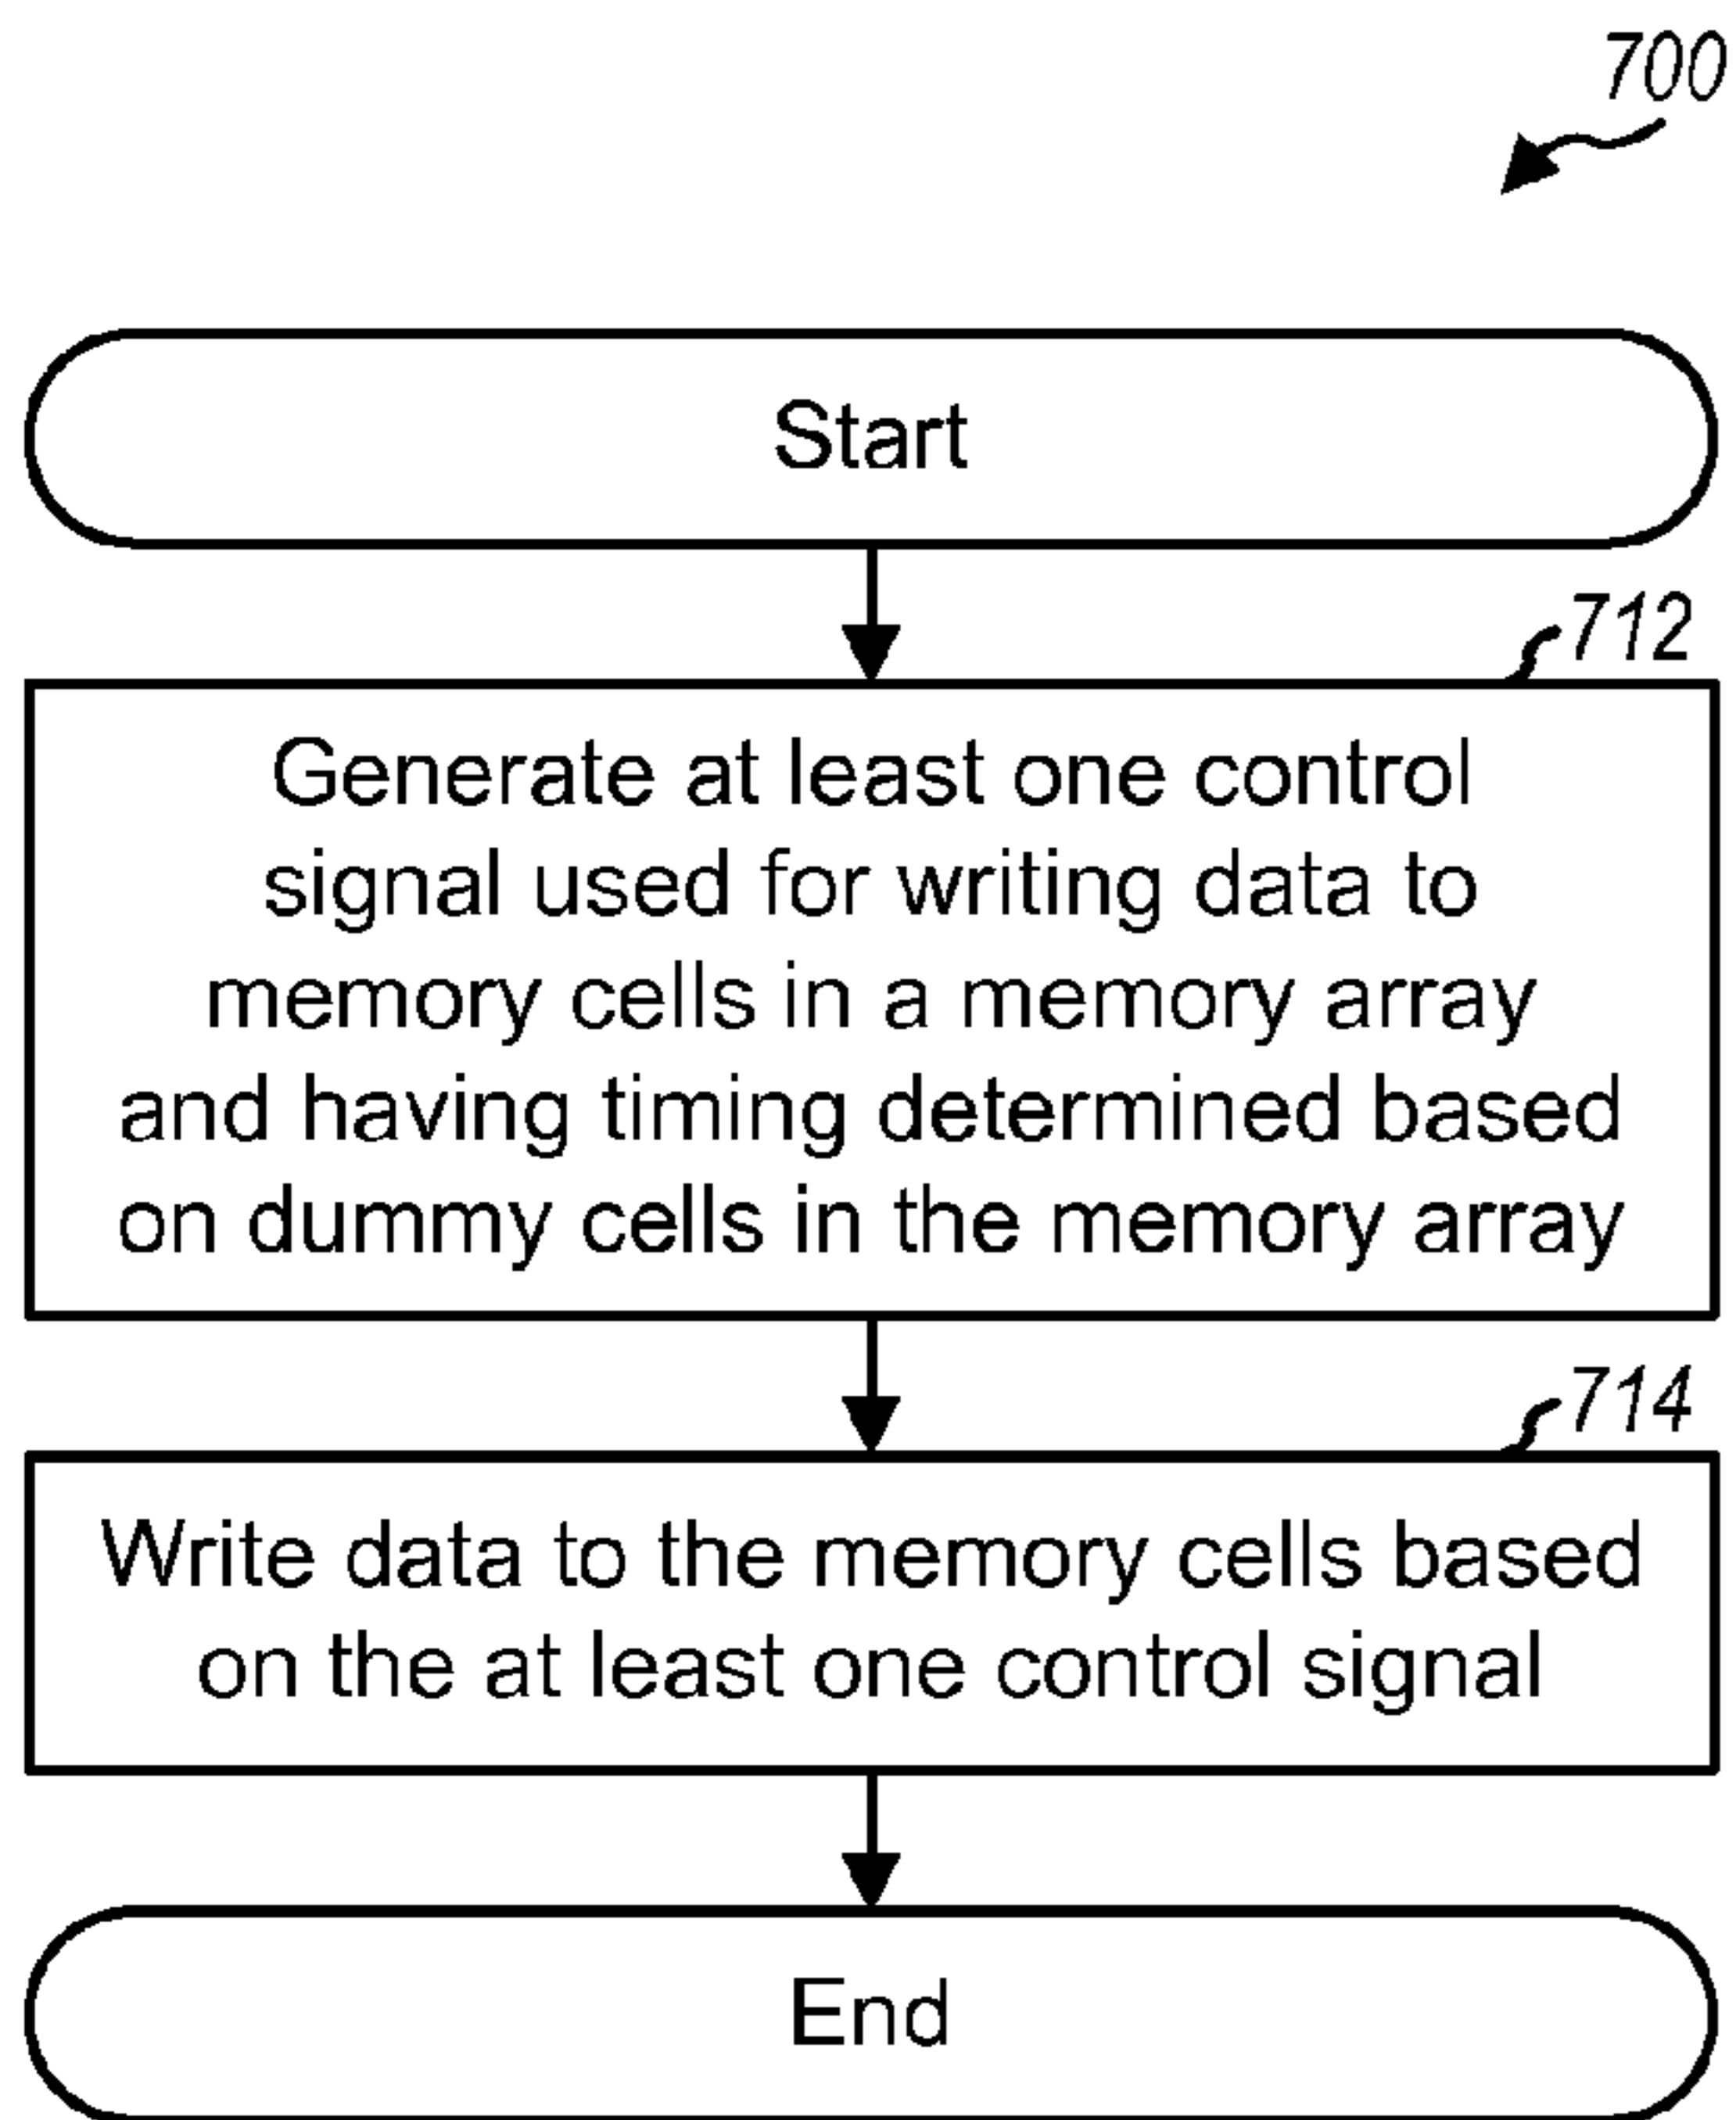 700
Start
712
Generate at least one control
signal used for writing data to
memory cells in a memory array
and having timing determined based
on dummy cells in the memory array
714
Write data to the memory cells based
on the at least one control signal
End